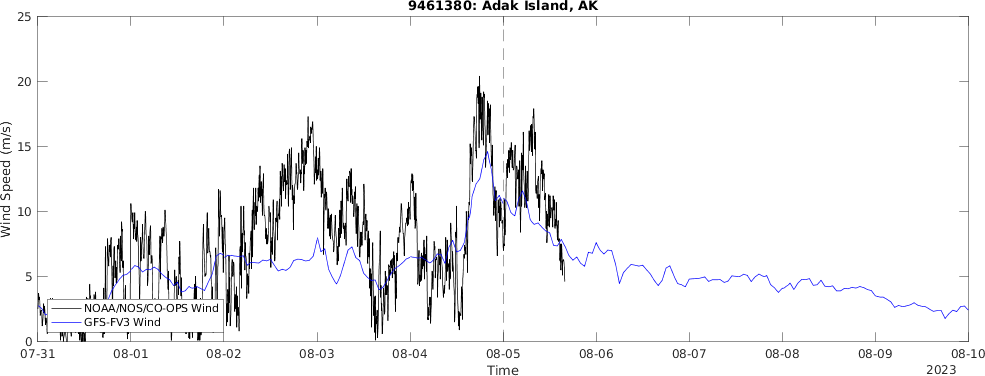 9461380: Adak Island, AK
25
20
15
10
5
0
Wind Speed (m/s)
NOAA/NOS/CO-OPS Wind
GFS-FV3 Wind
07-31 08-01 08-02 08-03 08-04 08-05 08-06 08-07 08-08 08-09 08-10
Time
2023